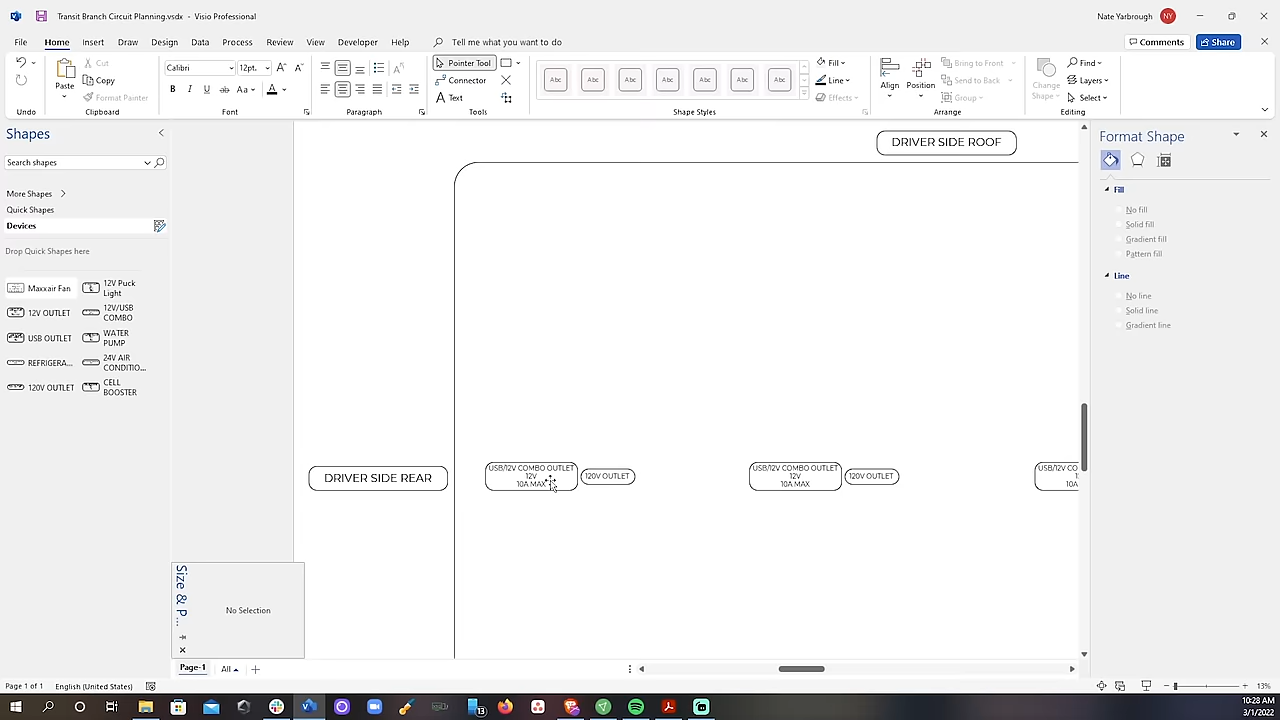 Transit Branch Circuit Planning.vsdx - Visio Professional
Nate Yarbrough NY
File Home Insert Draw Design Data Process Review View Developer Help Tell me what you want to do
Comments Share
Paste
Cut
Copy
Format Painter
Calibri 12pt.
B I U ab Aa A
Pointer Tool
Connector
Text
Abc Abc Abc Abc Abc Abc Abc
Fill
Line
Effects
Align
Position
Bring to Front
Send to Back
Group
Change Shape
Find
Layers
Select
Undo Clipboard Font Paragraph Tools Shape Styles Arrange Editing
Shapes
Search shapes
More Shapes
Quick Shapes
Devices
Drop Quick Shapes here
Maxxair Fan
12V Puck Light
12V OUTLET
12V/USB COMBO
USB OUTLET
WATER PUMP
REFRIGERA...
24V AIR CONDITIO...
120V OUTLET
CELL BOOSTER
DRIVER SIDE ROOF
DRIVER SIDE REAR
USB/12V COMBO OUTLET
12V
10A MAX
120V OUTLET
USB/12V COMBO OUTLET
12V
10A MAX
120V OUTLET
USB/12V CO
1
10A
Size & P...
No Selection
Format Shape
Fill
No fill
Solid fill
Gradient fill
Pattern fill
Line
No line
Solid line
Gradient line
Page-1 All
Page 1 of 1 English (United States)
13%
13
10:28 AM
3/1/2022